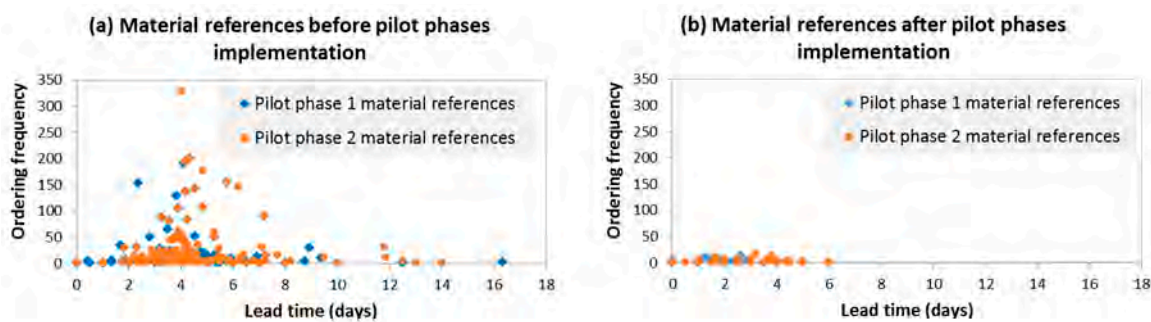 (a) Material references before pilot phases
implementation
350
300
250
200
150
100
50
0
Ordering frequency
Pilot phase 1 material references
Pilot phase 2 material references
0 2 4 6 8 10 12 14 16 18
Lead time (days)
(b) Material references after pilot phases
implementation
350
300
250
200
150
100
50
0
Ordering frequency
Pilot phase 1 material references
Pilot phase 2 material references
0 2 4 6 8 10 12 14 16 18
Lead time (days)